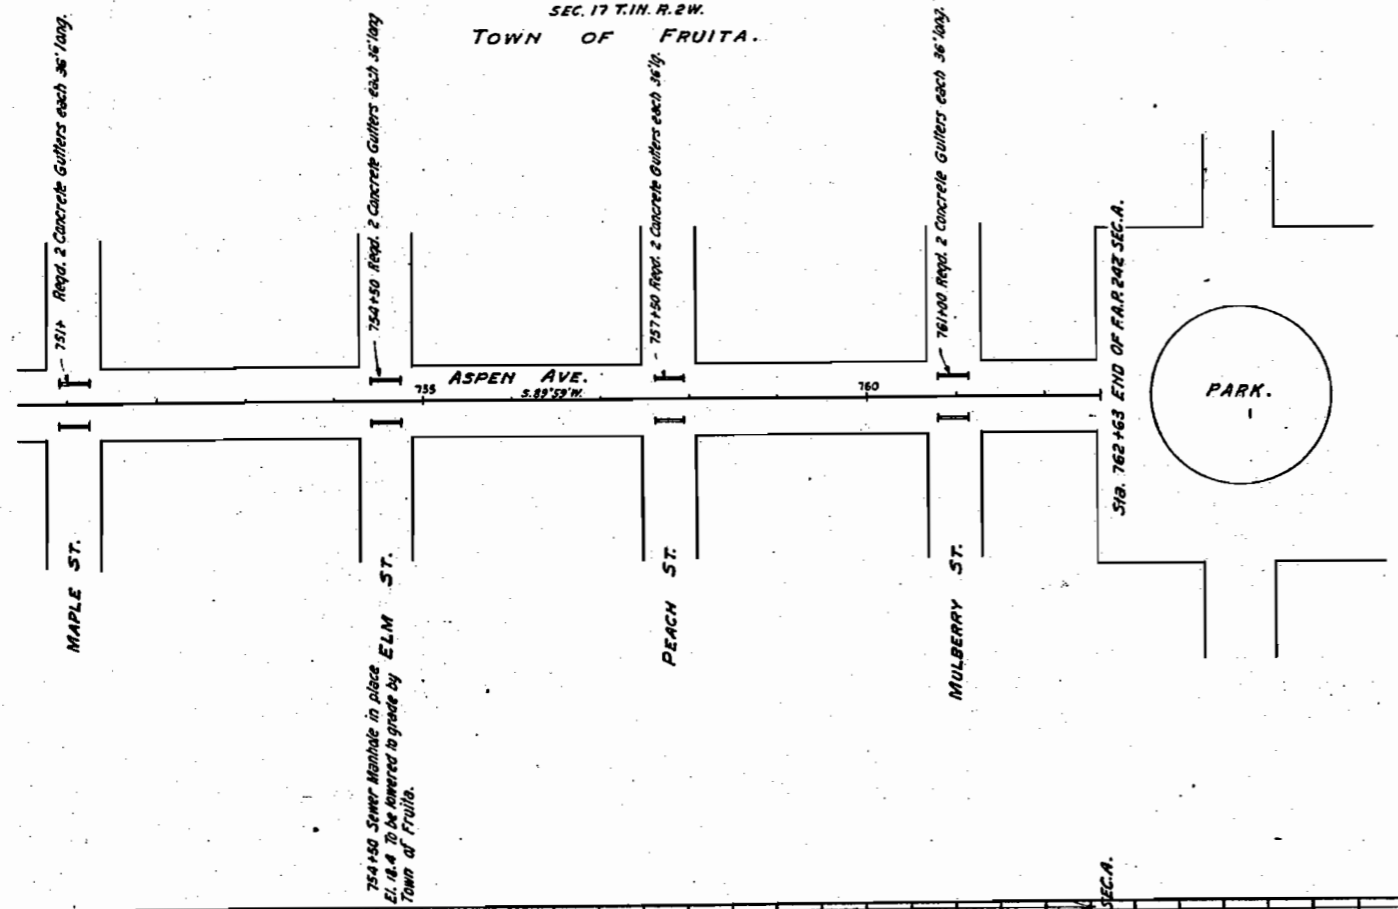 SEC. 17 T.1N. R.2W.
TOWN OF FRUITA.
751+ Reqd. 2 Concrete Gutters each 36' long.
754+50 Reqd. 2 Concrete Gutters each 36' long
757+50 Reqd. 2 Concrete Gutters each 36' lg.
761+00 Reqd. 2 Concrete Gutters each 36' long.
Sta. 762+63 END OF F.A.P. 242 SEC. A.
755
ASPEN AVE.
S.89°59'W.
760
PARK.
MAPLE ST.
ELM ST.
PEACH ST.
MULBERRY ST.
754+50 Sewer Manhole in place
El. 18.4 To be lowered to grade by
Town of Fruita.
SEC. A.